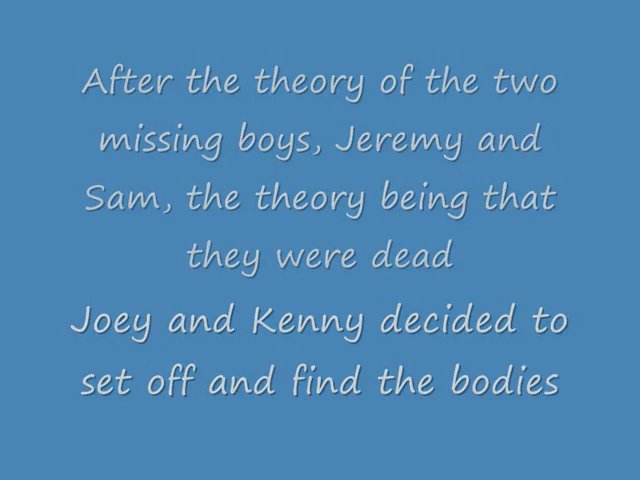 After the theory of the two
missing boys, Jeremy and
Sam, the theory being that
they were dead
Joey and Kenny decided to
set off and find the bodies